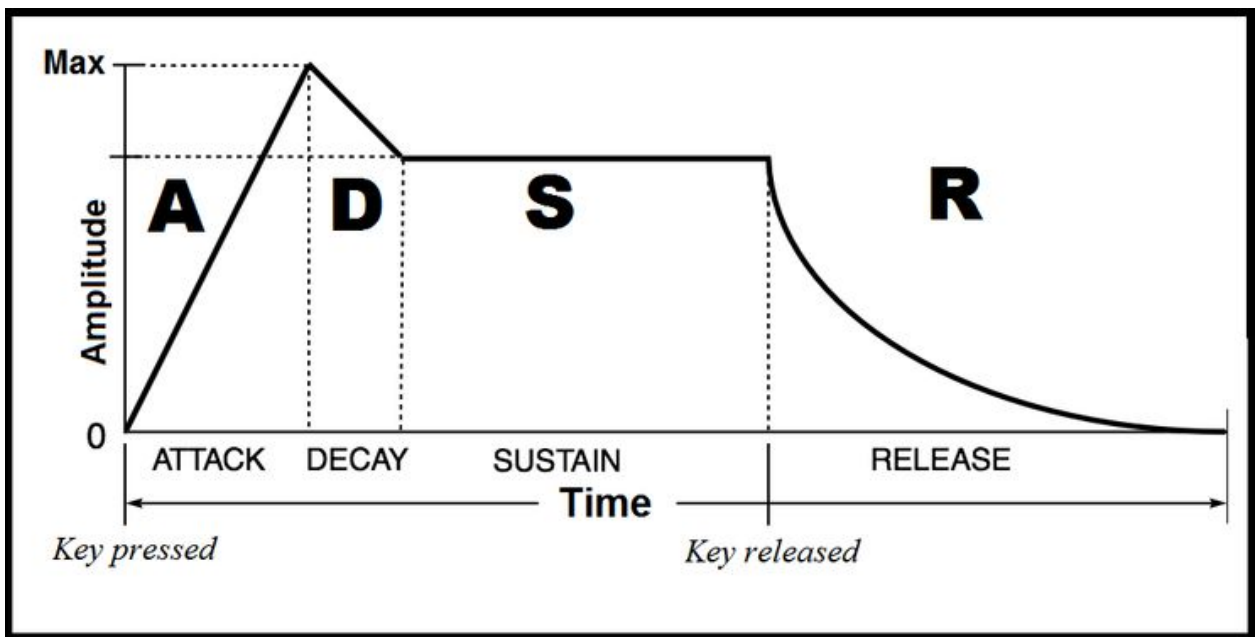 Max
A
D
S
R
Amplitude
0
ATTACK DECAY SUSTAIN RELEASE
Time
Key pressed
Key released